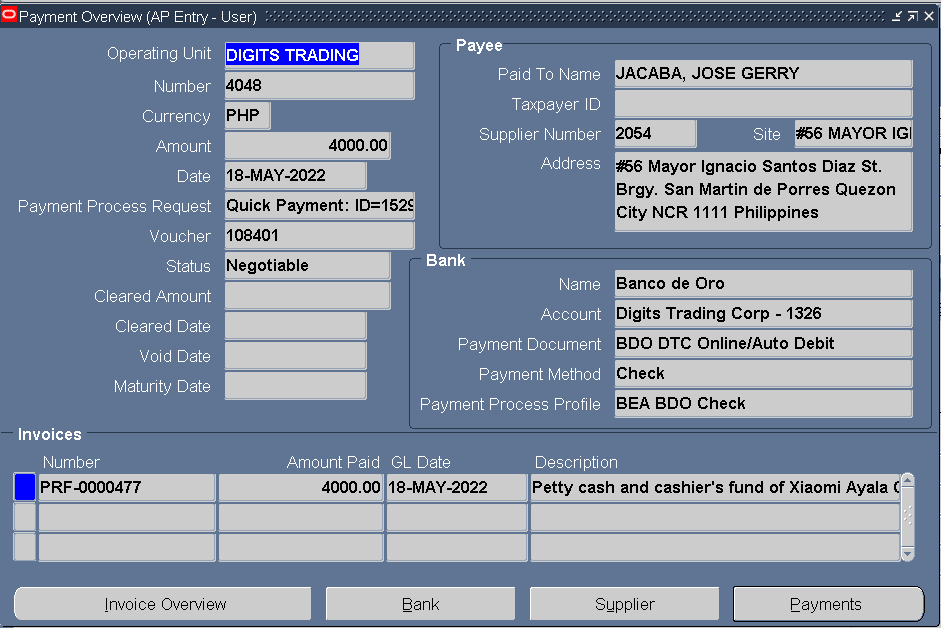 Payment Overview (AP Entry - User)
Operating Unit DIGITS TRADING
Number 4048
Currency PHP
Amount 4000.00
Date 18-MAY-2022
Payment Process Request Quick Payment: ID=1529
Voucher 108401
Status Negotiable
Cleared Amount
Cleared Date
Void Date
Maturity Date
Payee
Paid To Name JACABA, JOSE GERRY
Taxpayer ID
Supplier Number 2054 Site #56 MAYOR IGI
Address #56 Mayor Ignacio Santos Diaz St.
Brgy. San Martin de Porres Quezon
City NCR 1111 Philippines
Bank
Name Banco de Oro
Account Digits Trading Corp - 1326
Payment Document BDO DTC Online/Auto Debit
Payment Method Check
Payment Process Profile BEA BDO Check
Invoices
Number Amount Paid GL Date Description
PRF-0000477 4000.00 18-MAY-2022 Petty cash and cashier's fund of Xiaomi Ayala
Invoice Overview Bank Supplier Payments